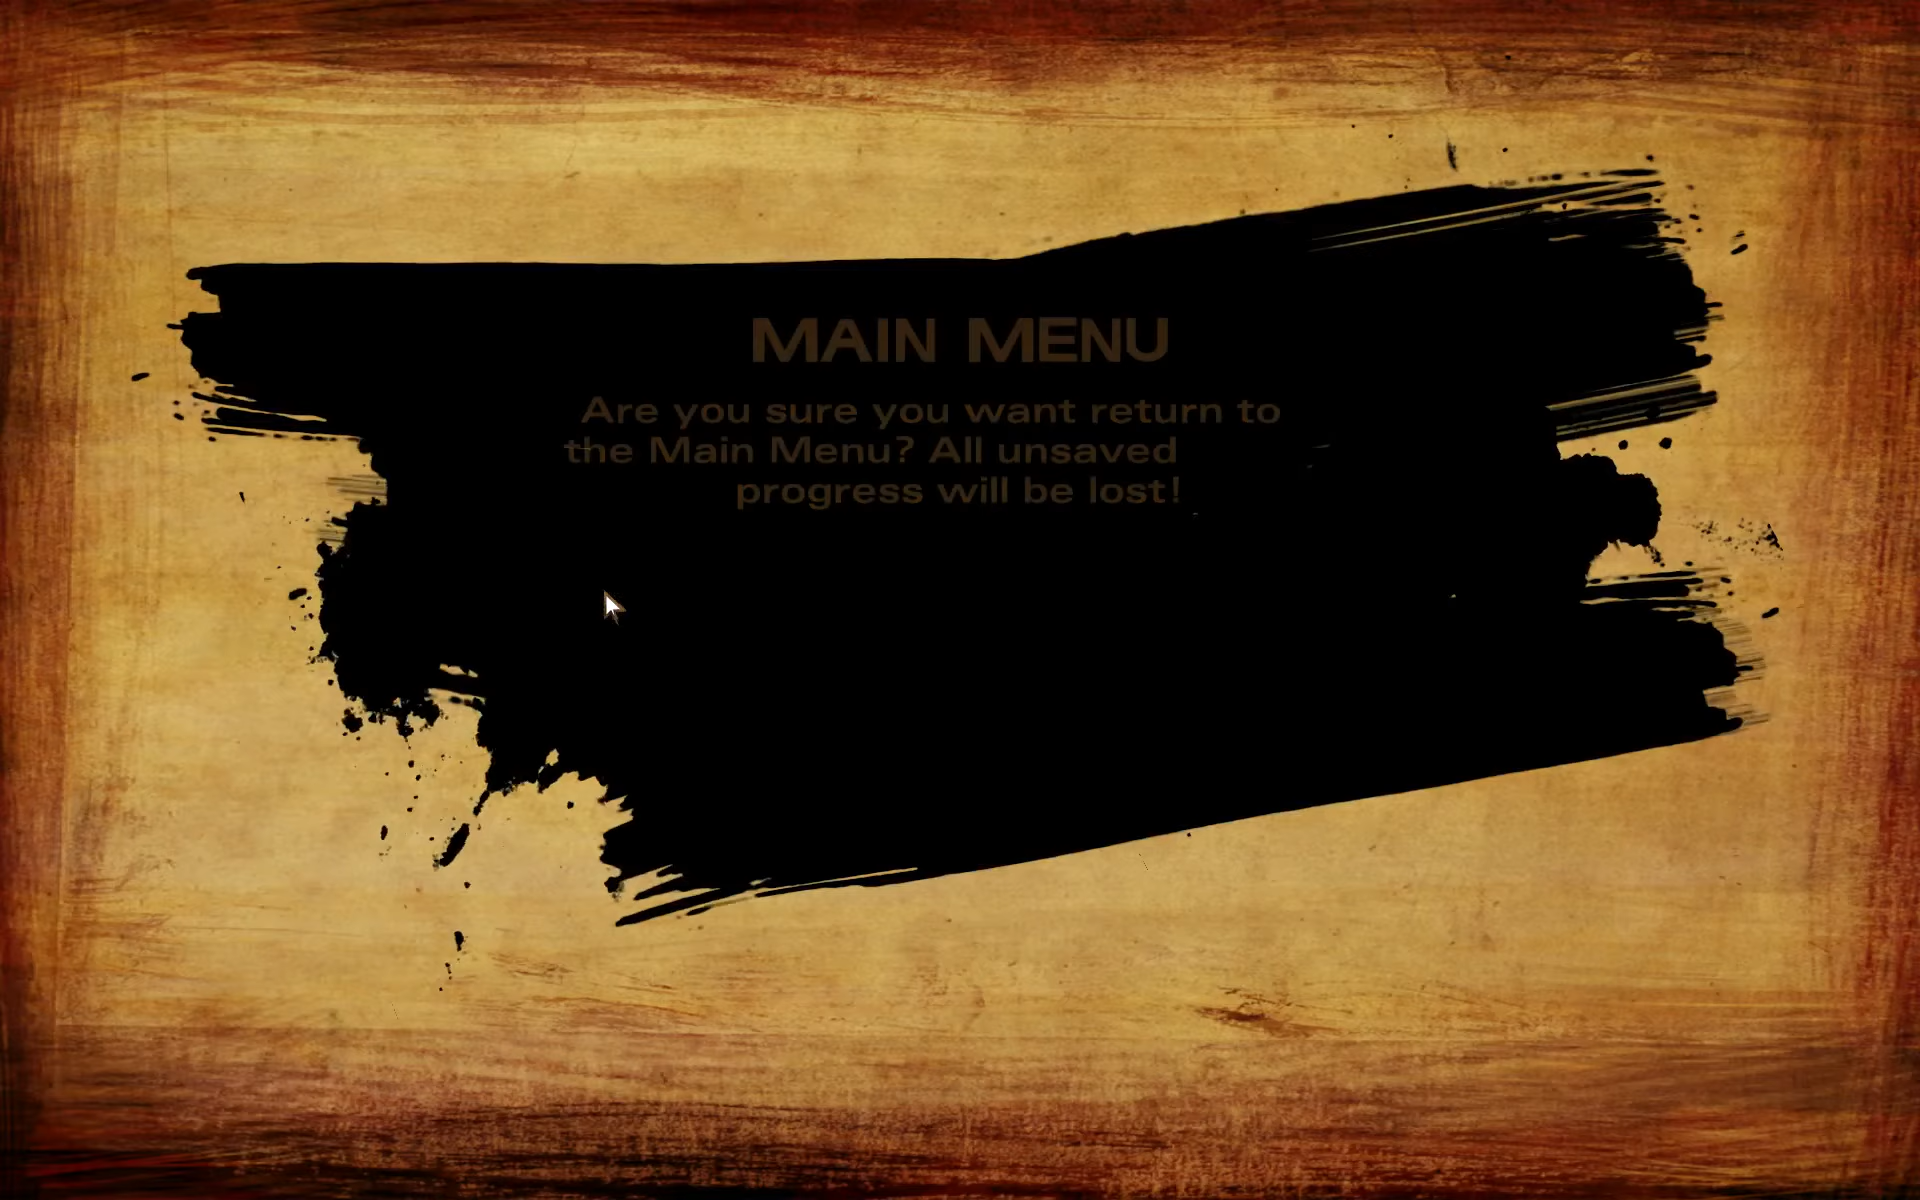 MAIN MENU
Are you sure you want return to
the Main Menu? All unsaved
progress will be lost!